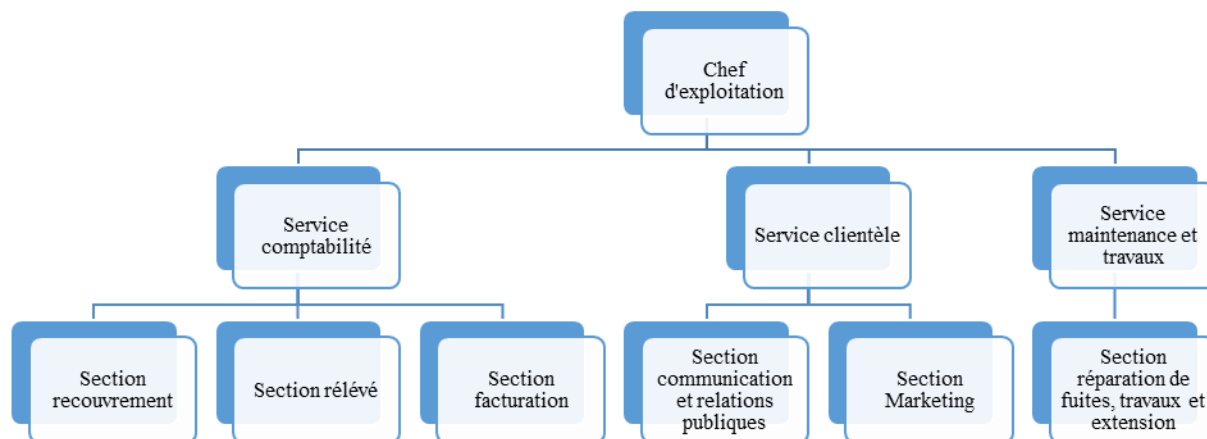 Chef
d'exploitation
Service
comptabilité
Service clientèle
Service
maintenance et
travaux
Section
recouvrement
Section rélévé
Section
facturation
Section
communication
et relations
publiques
Section
Marketing
Section
réparation de
fuites, travaux et
extension